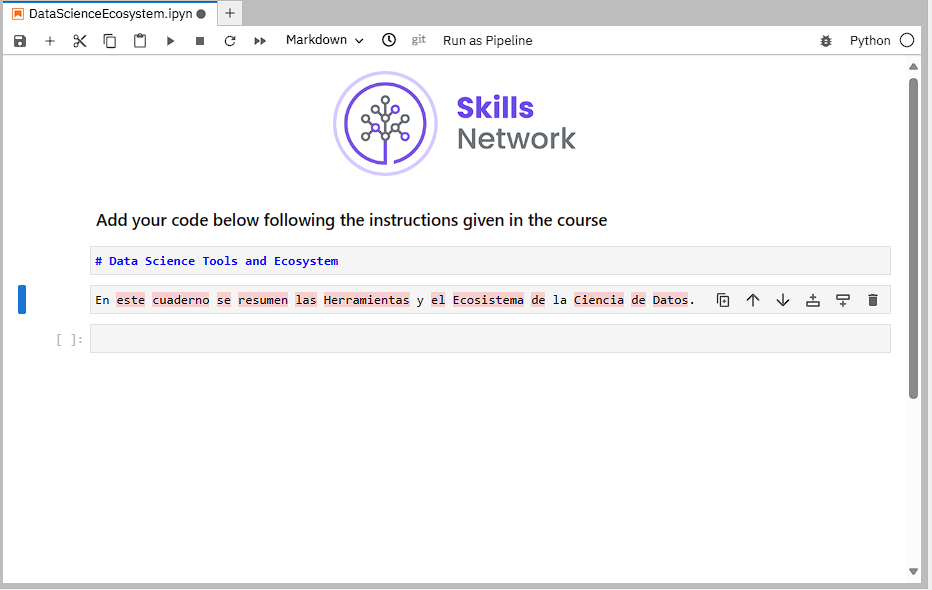 DataScienceEcosystem.ipyn
Markdown
git
Run as Pipeline
Python
Skills
Network
Add your code below following the instructions given in the course
# Data Science Tools and Ecosystem
En este cuaderno se resumen las Herramientas y el Ecosistema de la Ciencia de Datos.
[ ]: